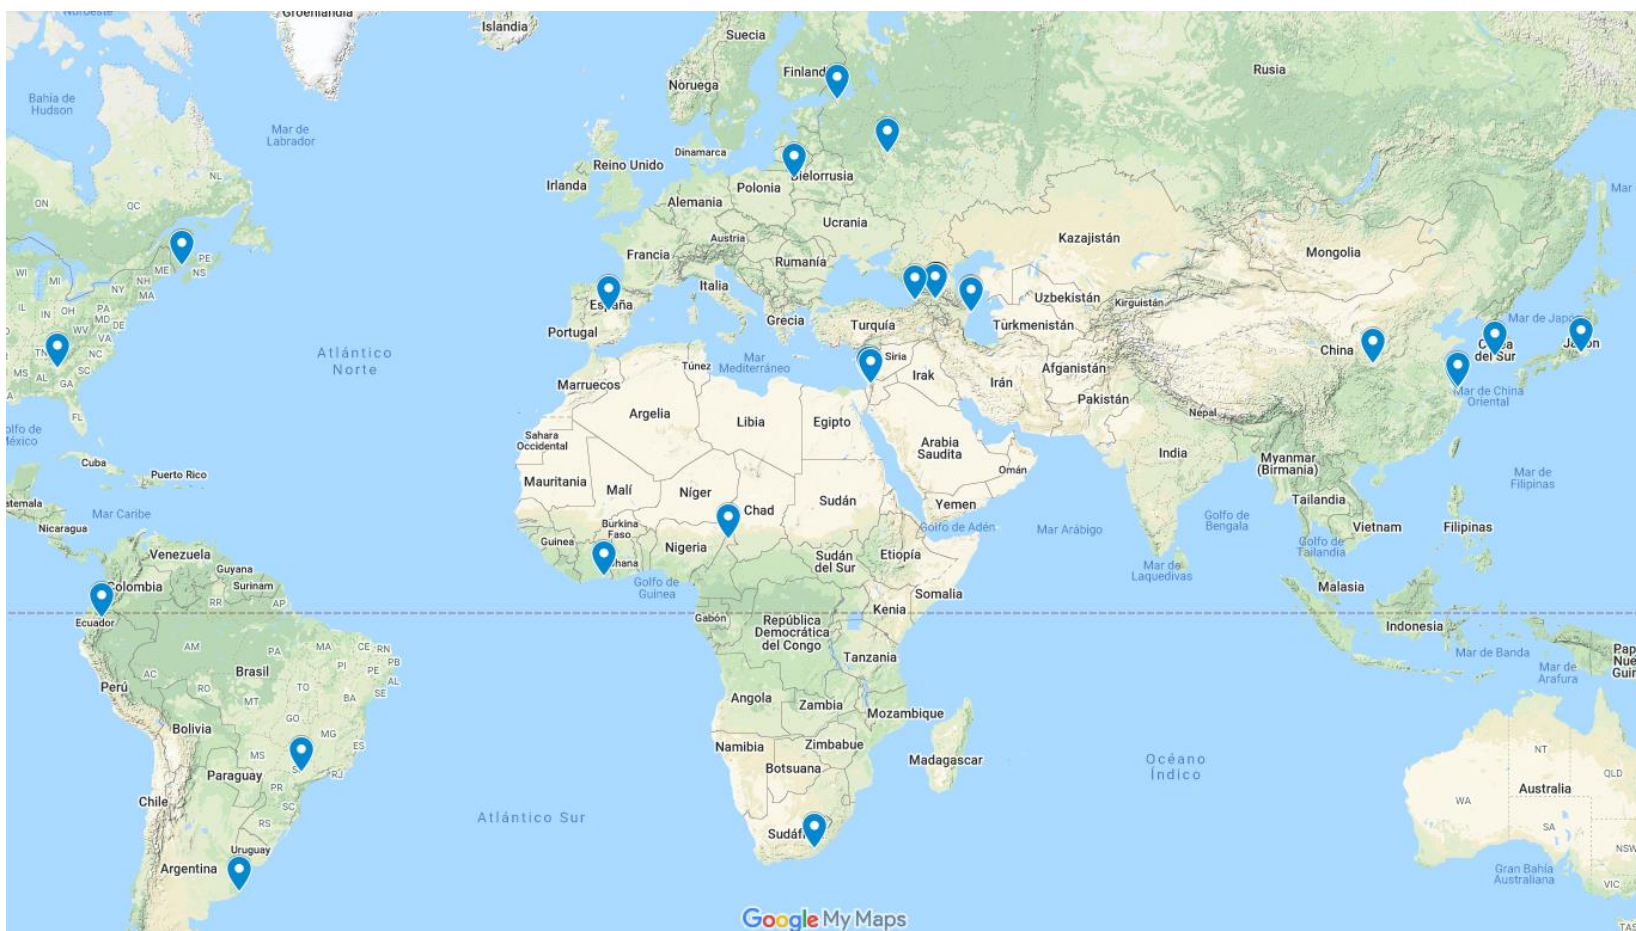 Noroeste
Groenlandia
Islandia
Suecia
Finland
Noruega
Rusia
Bahía de
Hudson
Mar de
Labrador
Dinamarca
Reino Unido
Irlanda
Polonia
Bielorrusia
Alemania
NL
ON
QC
Ucrania
Austria
Kazajistán
Mongolia
Francia
Rumanía
Italia
PE
ME
NS
WI
MI
NH
NY
MA
España
Portugal
Grecia
Turquía
Uzbekistán
Kirguistán
Turkmenistán
IL
IN
OH
PA
MD
DE
WV
VA
TN
NC
SC
MS
AL
GA
FL
Atlántico
Norte
Túnez
Mar
Mediterráneo
Siria
Irak
Irán
Afganistán
Pakistán
China
Mar de Japó
del Sur
Mar de China
Oriental
Marruecos
Argelia
Libia
Egipto
Nepal
Arabia
Saudita
Omán
India
Myanmar
(Birmania)
Mar de
Filipinas
Sahara
Occidental
olfo de
México
Cuba
Puerto Rico
Mauritania
Malí
Níger
Chad
Sudán
Yemen
Tailandia
atemala
Mar Caribe
Nicaragua
Burkina
Faso
Golfo de Adén
Mar Arábigo
Golfo de
Bengala
Vietnam
Filipinas
Guinea
Nigeria
Etiopía
Sudán
del Sur
Golfo de
Tailandia
Venezuela
Guyana
Surinam
Colombia
Ghana
Golfo de
Guinea
Mar de
Laquedivas
Malasia
Somalia
RR
AP
Kenia
Ecuador
Gabón
República
Democrática
del Congo
Indonesia
AM
PA
MA
CE
RN
PB
PI
PE
AL
SE
Tanzania
Mar de Banda
Mar de
Arafura
Pap
Nue
Guin
AC
Brasil
Perú
RO
TO
BA
MT
Angola
Zambia
Mozambique
Bolivia
GO
MG
ES
MS
Namibia
Zimbabue
Botsuana
Madagascar
Océano
Índico
NT
QLD
Paraguay
RJ
PR
SC
Chile
RS
Australia
WA
SA
Atlántico Sur
Sudáf
NSW
Uruguay
Argentina
Gran Bahía
Australiana
VIC
Google My Maps
TAS